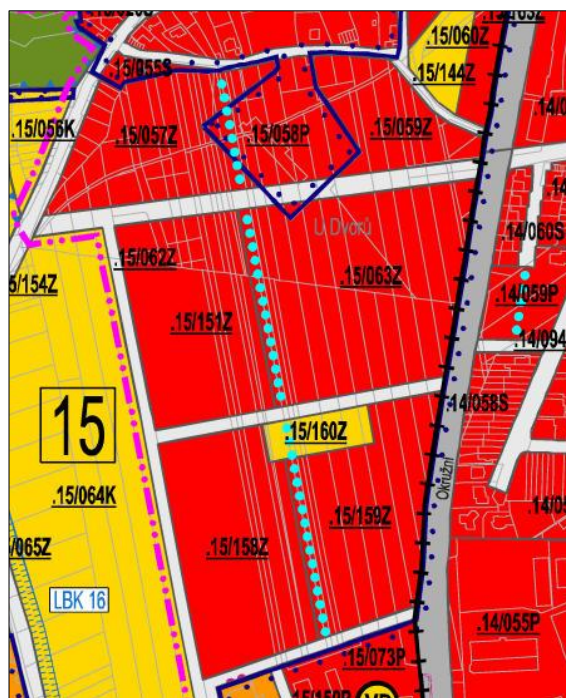 .15/060Z
.15/055S
.15/144Z
.15/056K
.15/057Z
.15/058P
.15/059Z
U Dvorů
.14/060S
.15/062Z
.15/063Z
5/154Z
.14/059P
.15/151Z
.14/094
.14/058S
15
.15/160Z
Okružní
.15/064K
.15/159Z
.15/158Z
/065Z
LBK 16
.14/055P
.15/073P